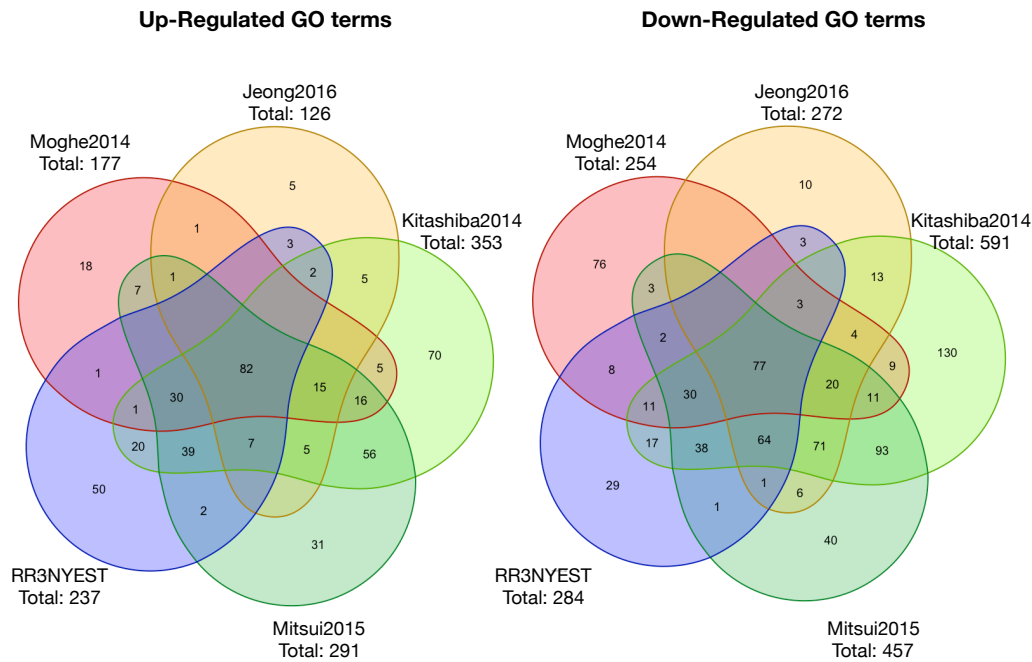 Up-Regulated GO terms
Jeong2016
Total: 126
Moghe2014
Total: 177
Kitashiba2014
Total: 353
5
1
3
18
1
2
5
7
70
82
5
1
15
30
16
1
20
39
7
5
56
50
2
31
RR3NYEST
Total: 237
Mitsui2015
Total: 291
Down-Regulated GO terms
Jeong2016
Total: 272
Moghe2014
Total: 254
Kitashiba2014
Total: 591
10
3
76
13
3
3
2
4
130
77
9
8
20
30
11
11
17
38
64
71
93
29
1
6
1
40
RR3NYEST
Total: 284
Mitsui2015
Total: 457